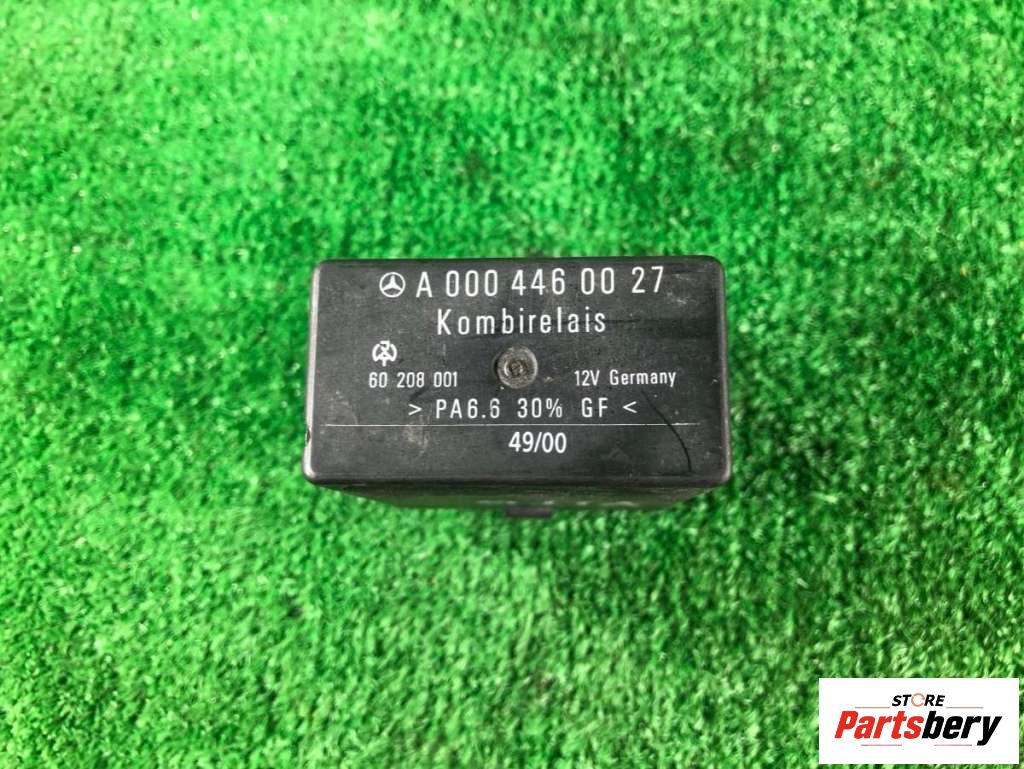 A 000 446 00 27
Kombirelais
60 208 001 12V Germany
> PA6.6 30% GF <
49/00
STORE
Partsbery